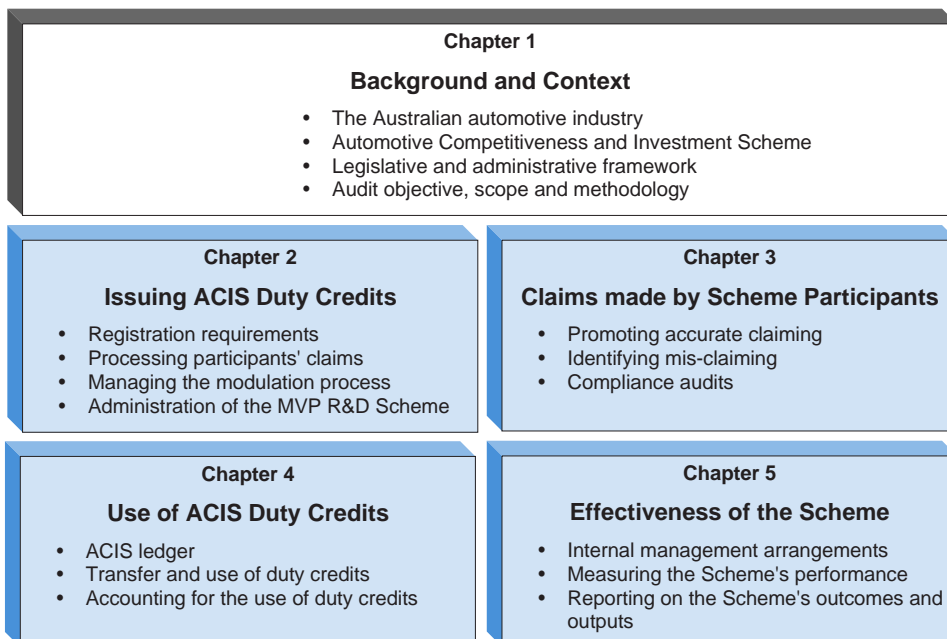 Chapter 1
Background and Context
• The Australian automotive industry
• Automotive Competitiveness and Investment Scheme
• Legislative and administrative framework
• Audit objective, scope and methodology
Chapter 2
Issuing ACIS Duty Credits
• Registration requirements
• Processing participants' claims
• Managing the modulation process
• Administration of the MVP R&D Scheme
Chapter 3
Claims made by Scheme Participants
• Promoting accurate claiming
• Identifying mis-claiming
• Compliance audits
Chapter 4
Use of ACIS Duty Credits
• ACIS ledger
• Transfer and use of duty credits
• Accounting for the use of duty credits
Chapter 5
Effectiveness of the Scheme
• Internal management arrangements
• Measuring the Scheme's performance
• Reporting on the Scheme's outcomes and
outputs